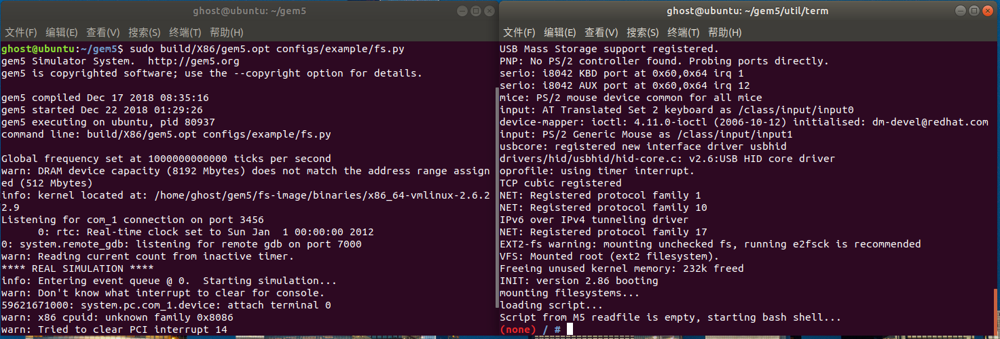 ghost@ubuntu: ~/gem5
文件(F) 编辑(E) 查看(V) 搜索(S) 终端(T) 帮助(H)
ghost@ubuntu:~/gem5$ sudo build/X86/gem5.opt configs/example/fs.py
gem5 Simulator System.  http://gem5.org
gem5 is copyrighted software; use the --copyright option for details.
gem5 compiled Dec 17 2018 08:35:16
gem5 started Dec 22 2018 01:29:26
gem5 executing on ubuntu, pid 80937
command line: build/X86/gem5.opt configs/example/fs.py
Global frequency set at 1000000000000 ticks per second
warn: DRAM device capacity (8192 Mbytes) does not match the address range assign
ed (512 Mbytes)
info: kernel located at: /home/ghost/gem5/fs-image/binaries/x86_64-vmlinux-2.6.2
2.9
Listening for com_1 connection on port 3456
      0: rtc: Real-time clock set to Sun Jan  1 00:00:00 2012
0: system.remote_gdb: listening for remote gdb on port 7000
warn: Reading current count from inactive timer.
**** REAL SIMULATION ****
info: Entering event queue @ 0.  Starting simulation...
warn: Don't know what interrupt to clear for console.
59621671000: system.pc.com_1.device: attach terminal 0
warn: x86 cpuid: unknown family 0x8086
warn: Tried to clear PCI interrupt 14
ghost@ubuntu: ~/gem5/util/term
文件(F) 编辑(E) 查看(V) 搜索(S) 终端(T) 帮助(H)
USB Mass Storage support registered.
PNP: No PS/2 controller found. Probing ports directly.
serio: i8042 KBD port at 0x60,0x64 irq 1
serio: i8042 AUX port at 0x60,0x64 irq 12
mice: PS/2 mouse device common for all mice
input: AT Translated Set 2 keyboard as /class/input/input0
device-mapper: ioctl: 4.11.0-ioctl (2006-10-12) initialised: dm-devel@redhat.com
input: PS/2 Generic Mouse as /class/input/input1
usbcore: registered new interface driver usbhid
drivers/hid/usbhid/hid-core.c: v2.6:USB HID core driver
oprofile: using timer interrupt.
TCP cubic registered
NET: Registered protocol family 1
NET: Registered protocol family 10
IPv6 over IPv4 tunneling driver
NET: Registered protocol family 17
EXT2-fs warning: mounting unchecked fs, running e2fsck is recommended
VFS: Mounted root (ext2 filesystem).
Freeing unused kernel memory: 232k freed
INIT: version 2.86 booting
mounting filesystems...
loading script...
Script from M5 readfile is empty, starting bash shell...
(none) / #